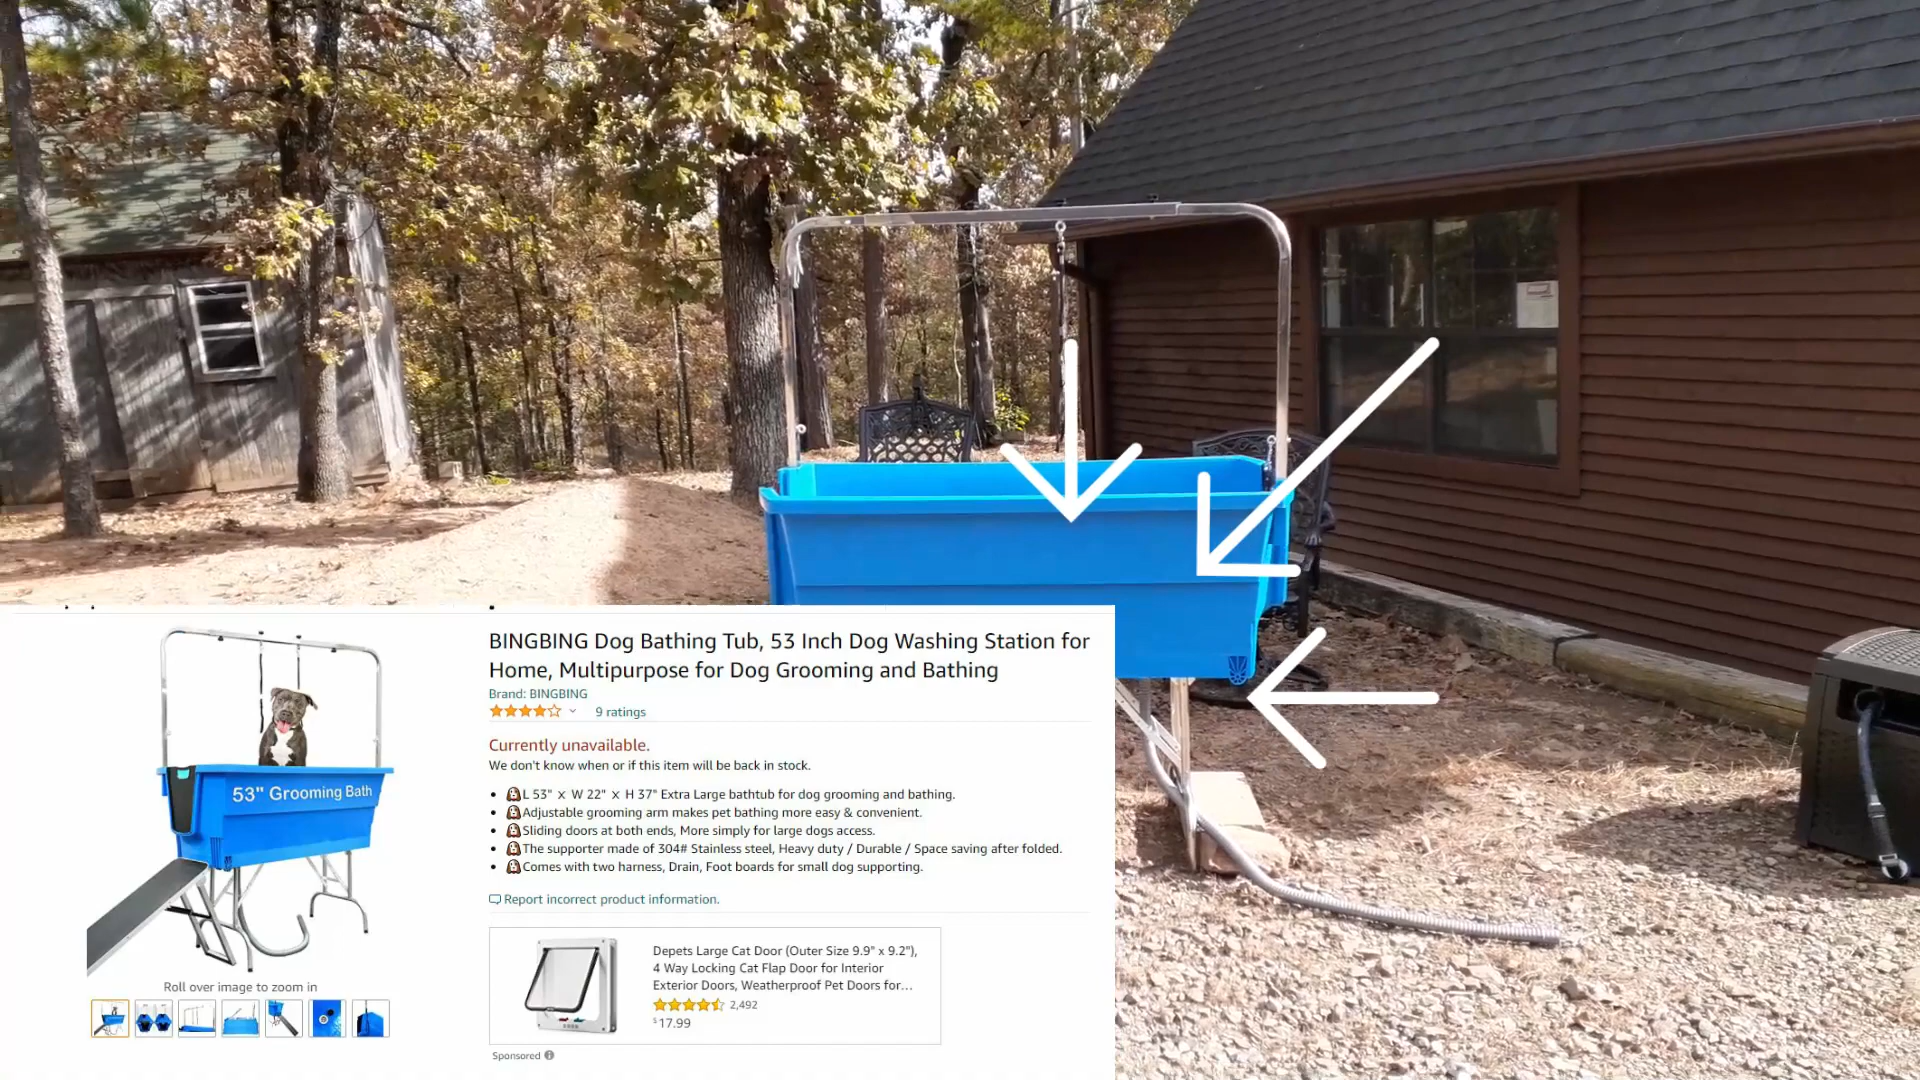 BINGBING Dog Bathing Tub, 53 Inch Dog Washing Station for
Home, Multipurpose for Dog Grooming and Bathing
Brand: BINGBING
9 ratings
Currently unavailable.
We don't know when or if this item will be back in stock.
L 53" x W 22" x H 37" Extra Large bathtub for dog grooming and bathing.
Adjustable grooming arm makes pet bathing more easy & convenient.
Sliding doors at both ends, More simply for large dogs access.
The supporter made of 304# Stainless steel, Heavy duty / Durable / Space saving after folded.
Comes with two harness, Drain, Foot boards for small dog supporting.
Report incorrect product information.
53" Grooming Bath
Roll over image to zoom in
Depets Large Cat Door (Outer Size 9.9" x 9.2"),
4 Way Locking Cat Flap Door for Interior
Exterior Doors, Weatherproof Pet Doors for...
2,492
$17.99
Sponsored